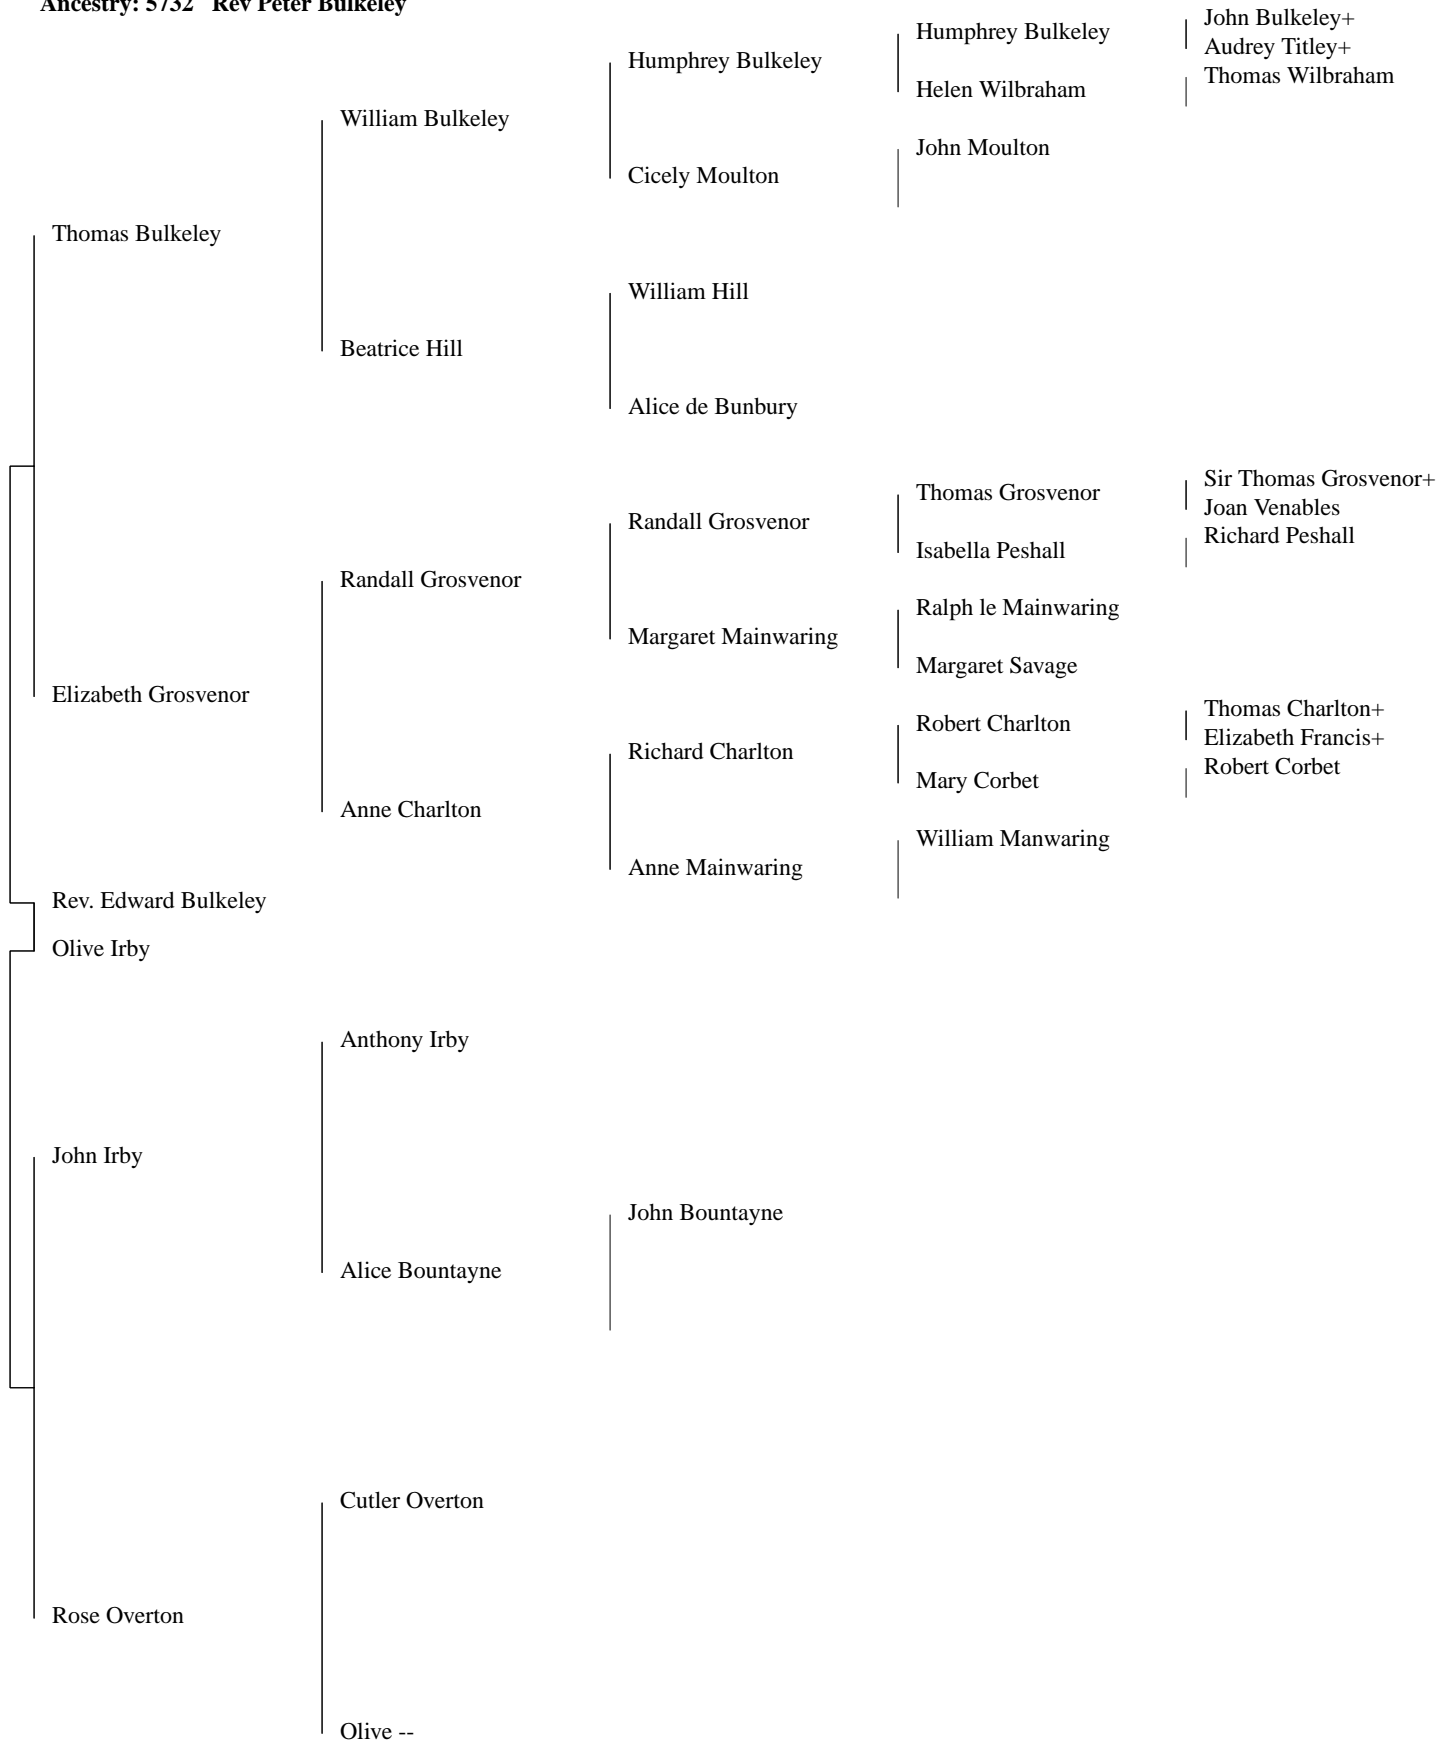 Ancestry: 5732 Rev Peter Bulkeley
John Bulkeley+
Humphrey Bulkeley
Audrey Titley+
Humphrey Bulkeley
Thomas Wilbraham
Helen Wilbraham
William Bulkeley
John Moulton
Cicely Moulton
Thomas Bulkeley
William Hill
Beatrice Hill
Alice de Bunbury
Sir Thomas Grosvenor+
Thomas Grosvenor
Joan Venables
Randall Grosvenor
Richard Peshall
Isabella Peshall
Randall Grosvenor
Ralph le Mainwaring
Margaret Mainwaring
Margaret Savage
Elizabeth Grosvenor
Thomas Charlton+
Robert Charlton
Elizabeth Francis+
Richard Charlton
Robert Corbet
Mary Corbet
Anne Charlton
William Manwaring
Anne Mainwaring
Rev. Edward Bulkeley
Olive Irby
Anthony Irby
John Irby
John Bountayne
Alice Bountayne
Cutler Overton
Rose Overton
Olive --